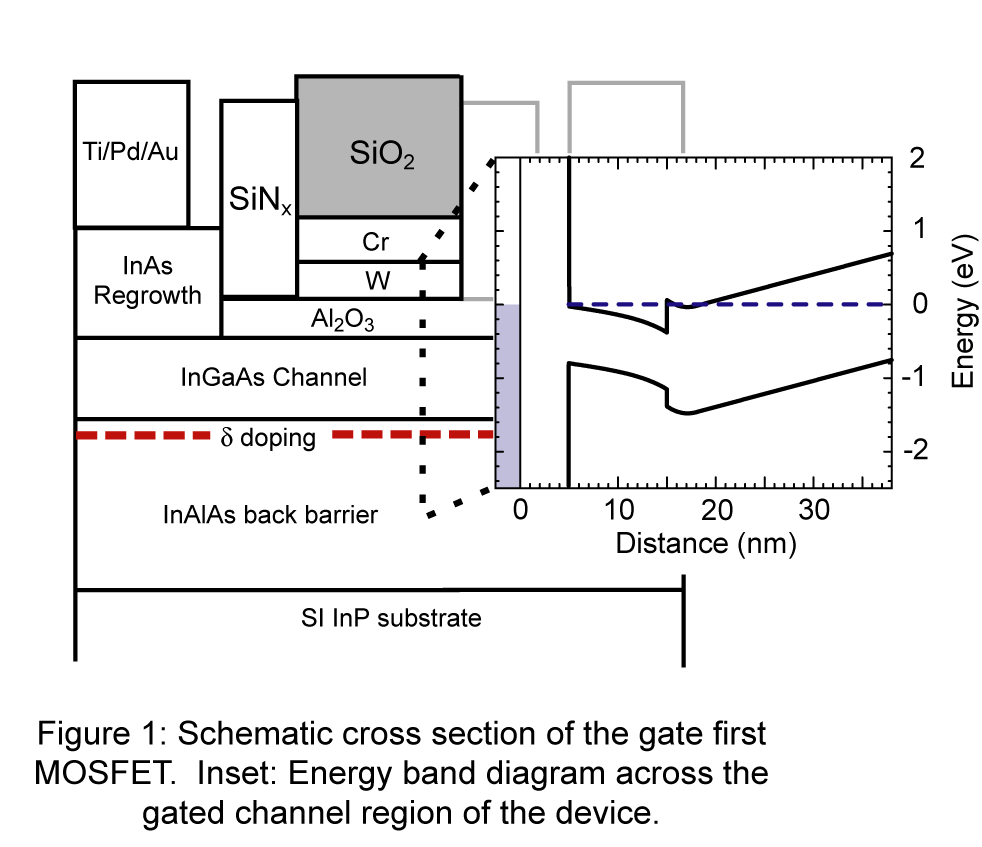 Ti/Pd/Au
SiNₓ
SiO₂
Cr
W
InAs
Regrowth
Al₂O₃
InGaAs Channel
δ doping
InAlAs back barrier
SI InP substrate
2
1
0
-1
-2
Energy (eV)
0 10 20 30
Distance (nm)
Figure 1: Schematic cross section of the gate first
MOSFET. Inset: Energy band diagram across the
gated channel region of the device.